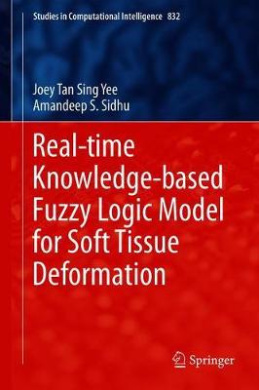 Studies in Computational Intelligence 832
Joey Tan Sing Yee
Amandeep S. Sidhu
Real-time
Knowledge-based
Fuzzy Logic Model
for Soft Tissue
Deformation
Springer